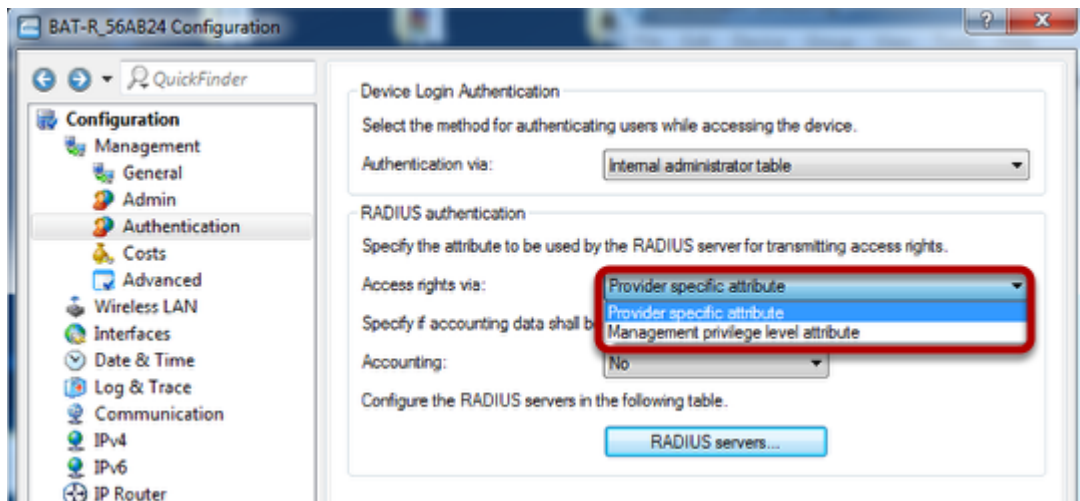 BAT-R_56AB24 Configuration
QuickFinder
Configuration
Management
General
Admin
Authentication
Costs
Advanced
Wireless LAN
Interfaces
Date & Time
Log & Trace
Communication
IPv4
IPv6
IP Router
Device Login Authentication
Select the method for authenticating users while accessing the device.
Authentication via: Internal administrator table
RADIUS authentication
Specify the attribute to be used by the RADIUS server for transmitting access rights.
Access rights via: Provider specific attribute
Provider specific attribute
Specify if accounting data shall b
Management privilege level attribute
Accounting: No
Configure the RADIUS servers in the following table.
RADIUS servers...